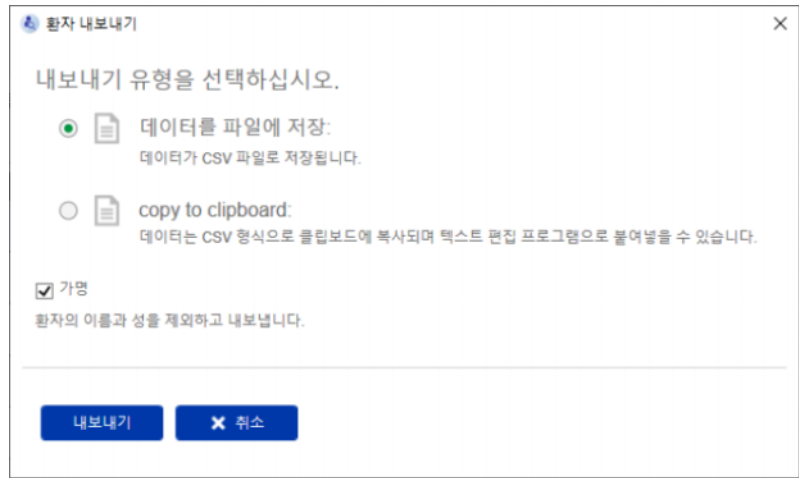 환자 내보내기
내보내기 유형을 선택하십시오.
데이터를 파일에 저장:
데이터가 CSV 파일로 저장됩니다.
copy to clipboard:
데이터는 CSV 형식으로 클립보드에 복사되며 텍스트 편집 프로그램으로 붙여넣을 수 있습니다.
가명
환자의 이름과 성을 제외하고 내보냅니다.
내보내기
취소